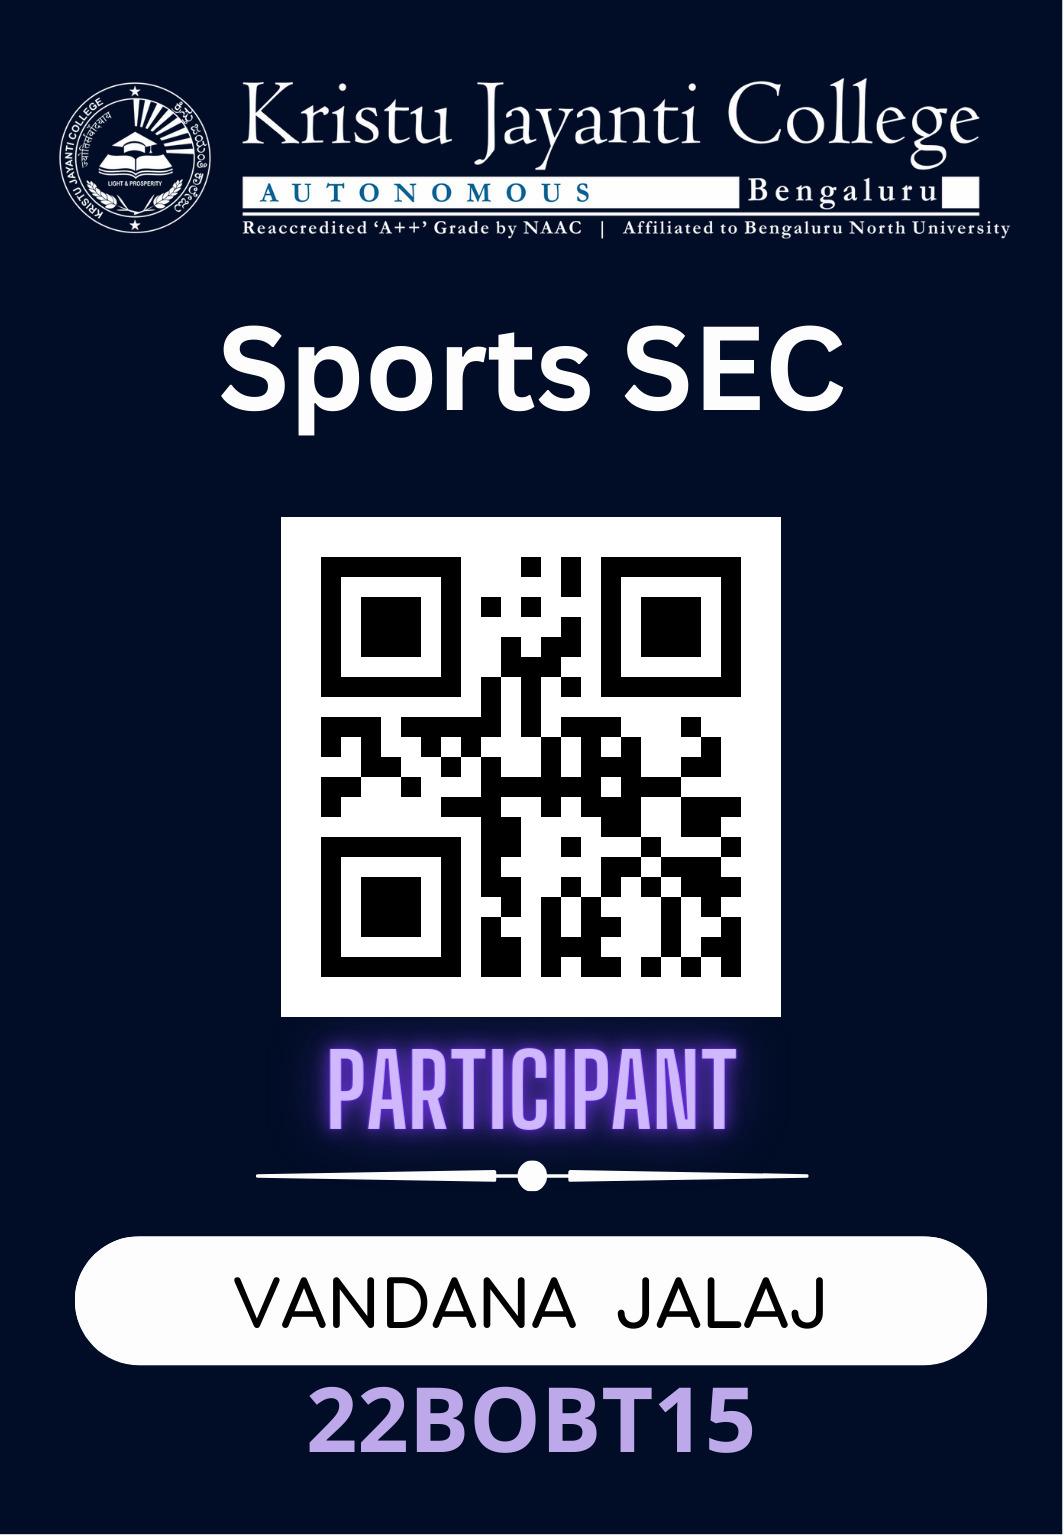 Kristu Jayanti College
AUTONOMOUS Bengaluru
Reaccredited 'A++' Grade by NAAC | Affiliated to Bengaluru North University
KRISTU JAYANTI COLLEGE
LIGHT & PROSPERITY
Sports SEC
PARTICIPANT
VANDANA JALAJ
22BOBT15